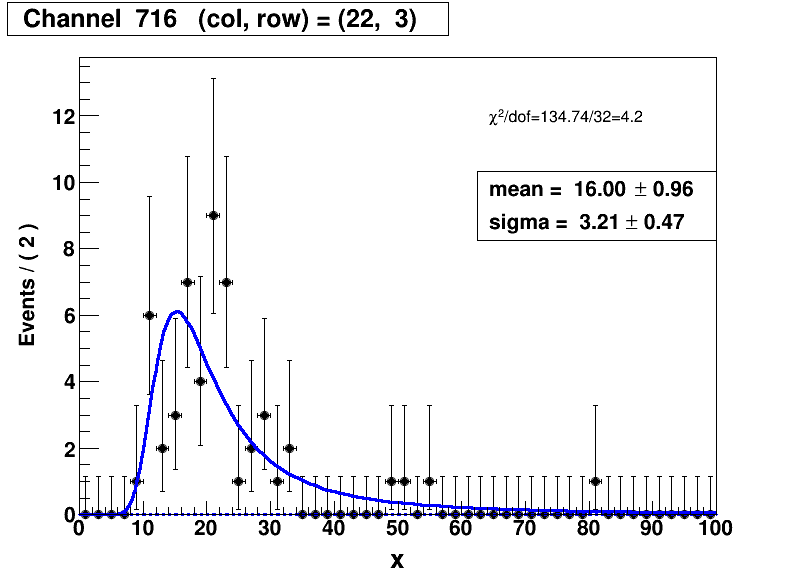 Channel 716 (col, row) = (22, 3)
χ²/dof=134.74/32=4.2
mean = 16.00 ± 0.96
sigma = 3.21 ± 0.47
Events / ( 2 )
12
10
8
6
4
2
0
0 10 20 30 40 50 60 70 80 90 100
x